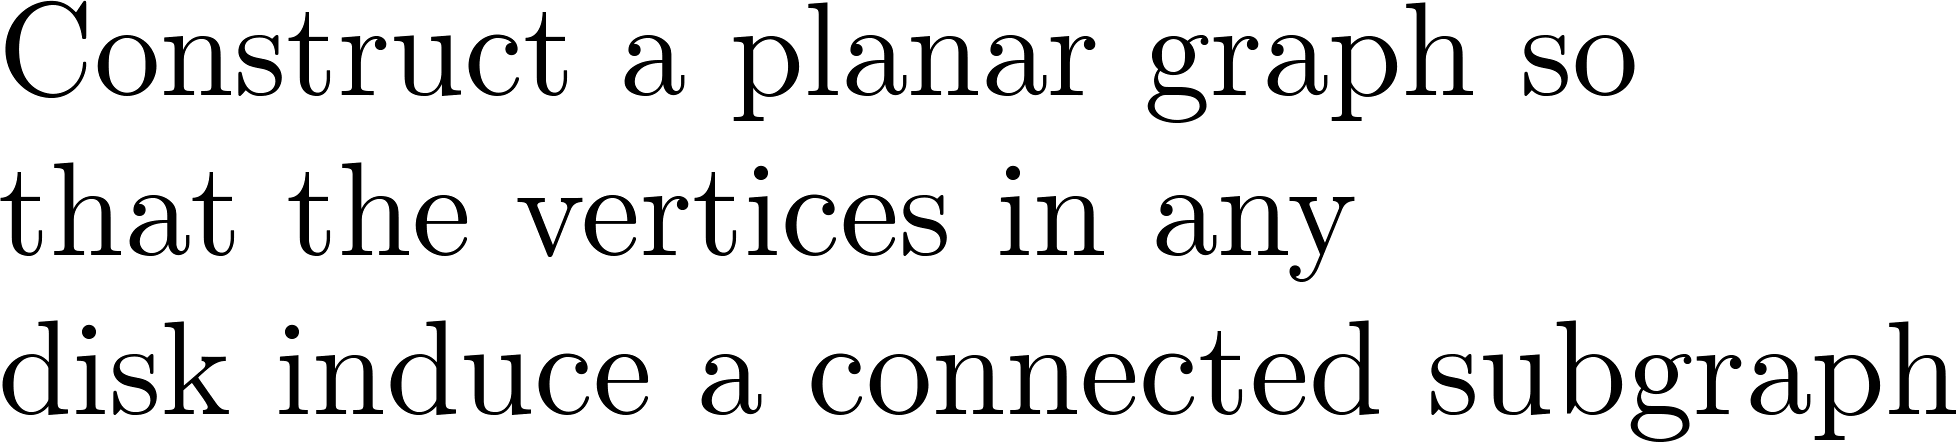 Construct a planar graph so
that the vertices in any
disk induce a connected subgraph